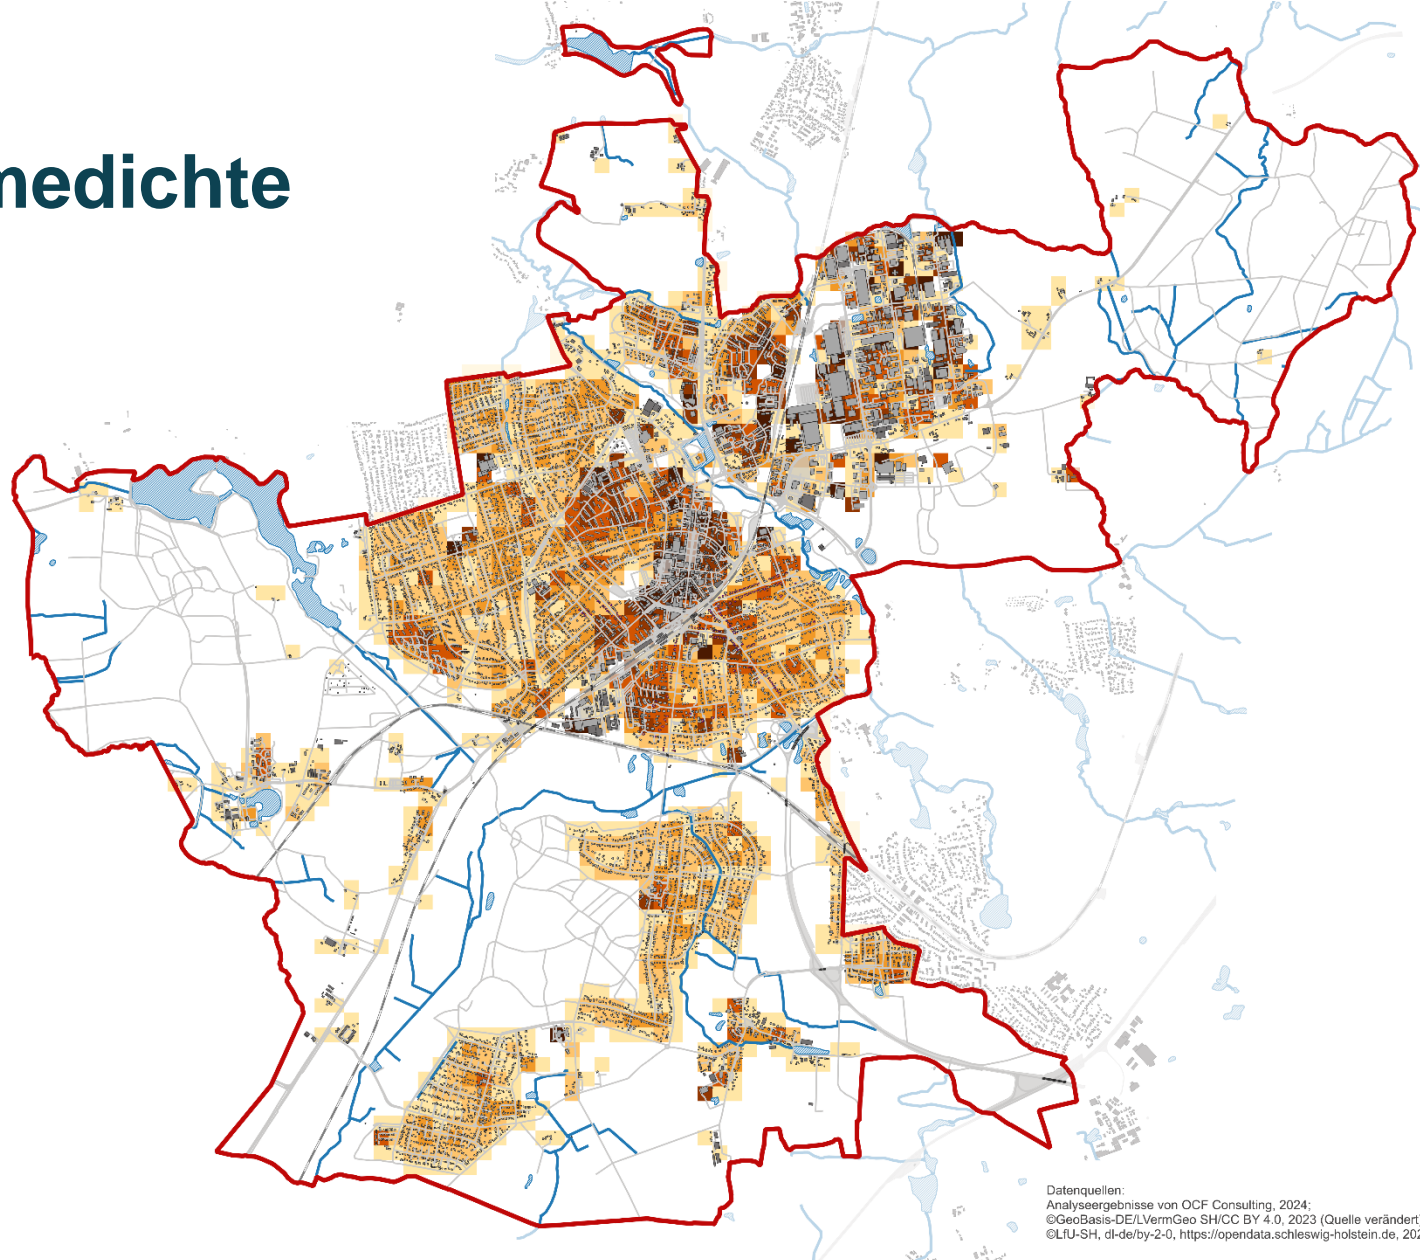 medichte
Datenquellen:
Analyseergebnisse von OCF Consulting, 2024;
©GeoBasis-DE/LVermGeo SH/CC BY 4.0, 2023 (Quelle verändert
©LfU-SH, dl-de/by-2-0, https://opendata.schleswig-holstein.de, 202